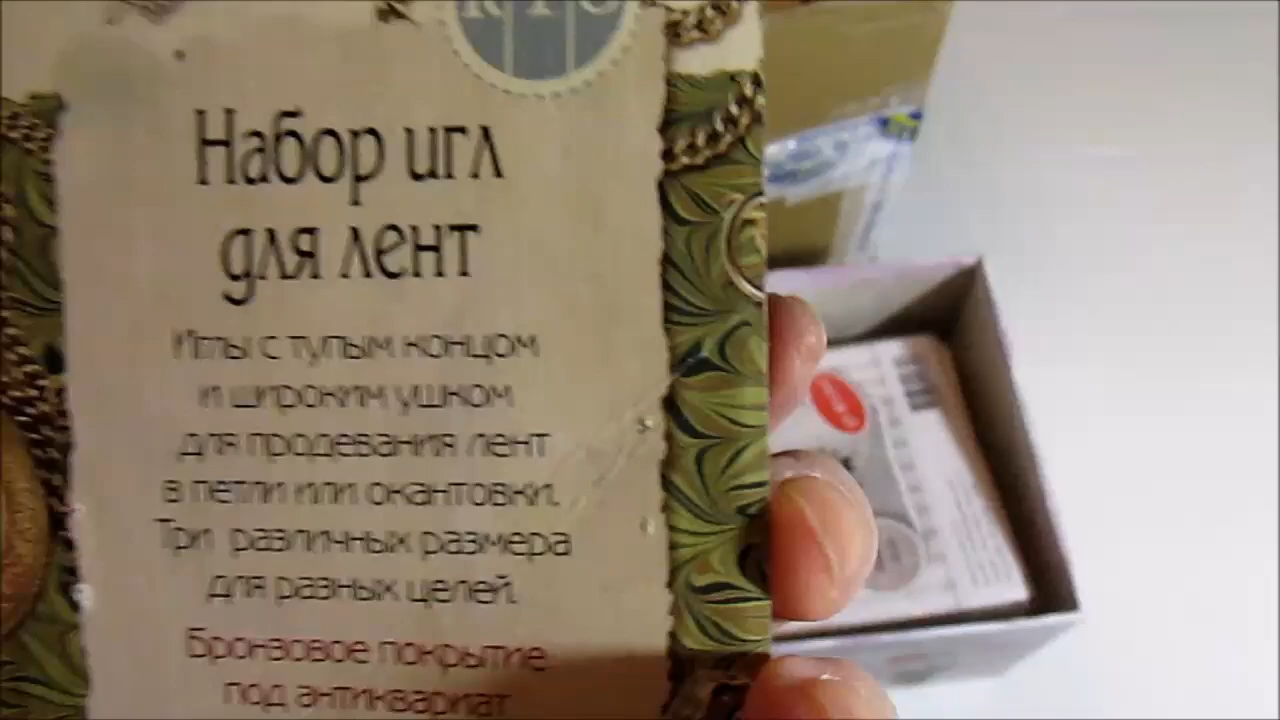 Набор игл
для лент
Иглы с тупым концом
и широким ушком
для продевания лент
в петли или окантовки.
Три различных размера
для разных целей.
Бронзовое покрытие
под антиквариат